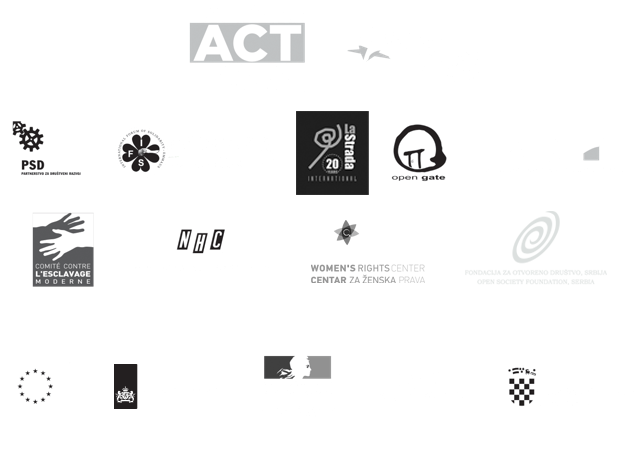 ACT
PSD
PARTNERSTVO ZA DRUŠTVENI RAZVOJ
I
F
S
La Strada
20
INTERNATIONAL
open gate
COMITÉ CONTRE
L'ESCLAVAGE
MODERNE
NHC
WOMEN'S RIGHTS CENTER
CENTAR ZA ŽENSKA PRAVA
FONDACIJA ZA OTVORENO DRUŠTVO, SRBIJA
OPEN SOCIETY FOUNDATION, SERBIA